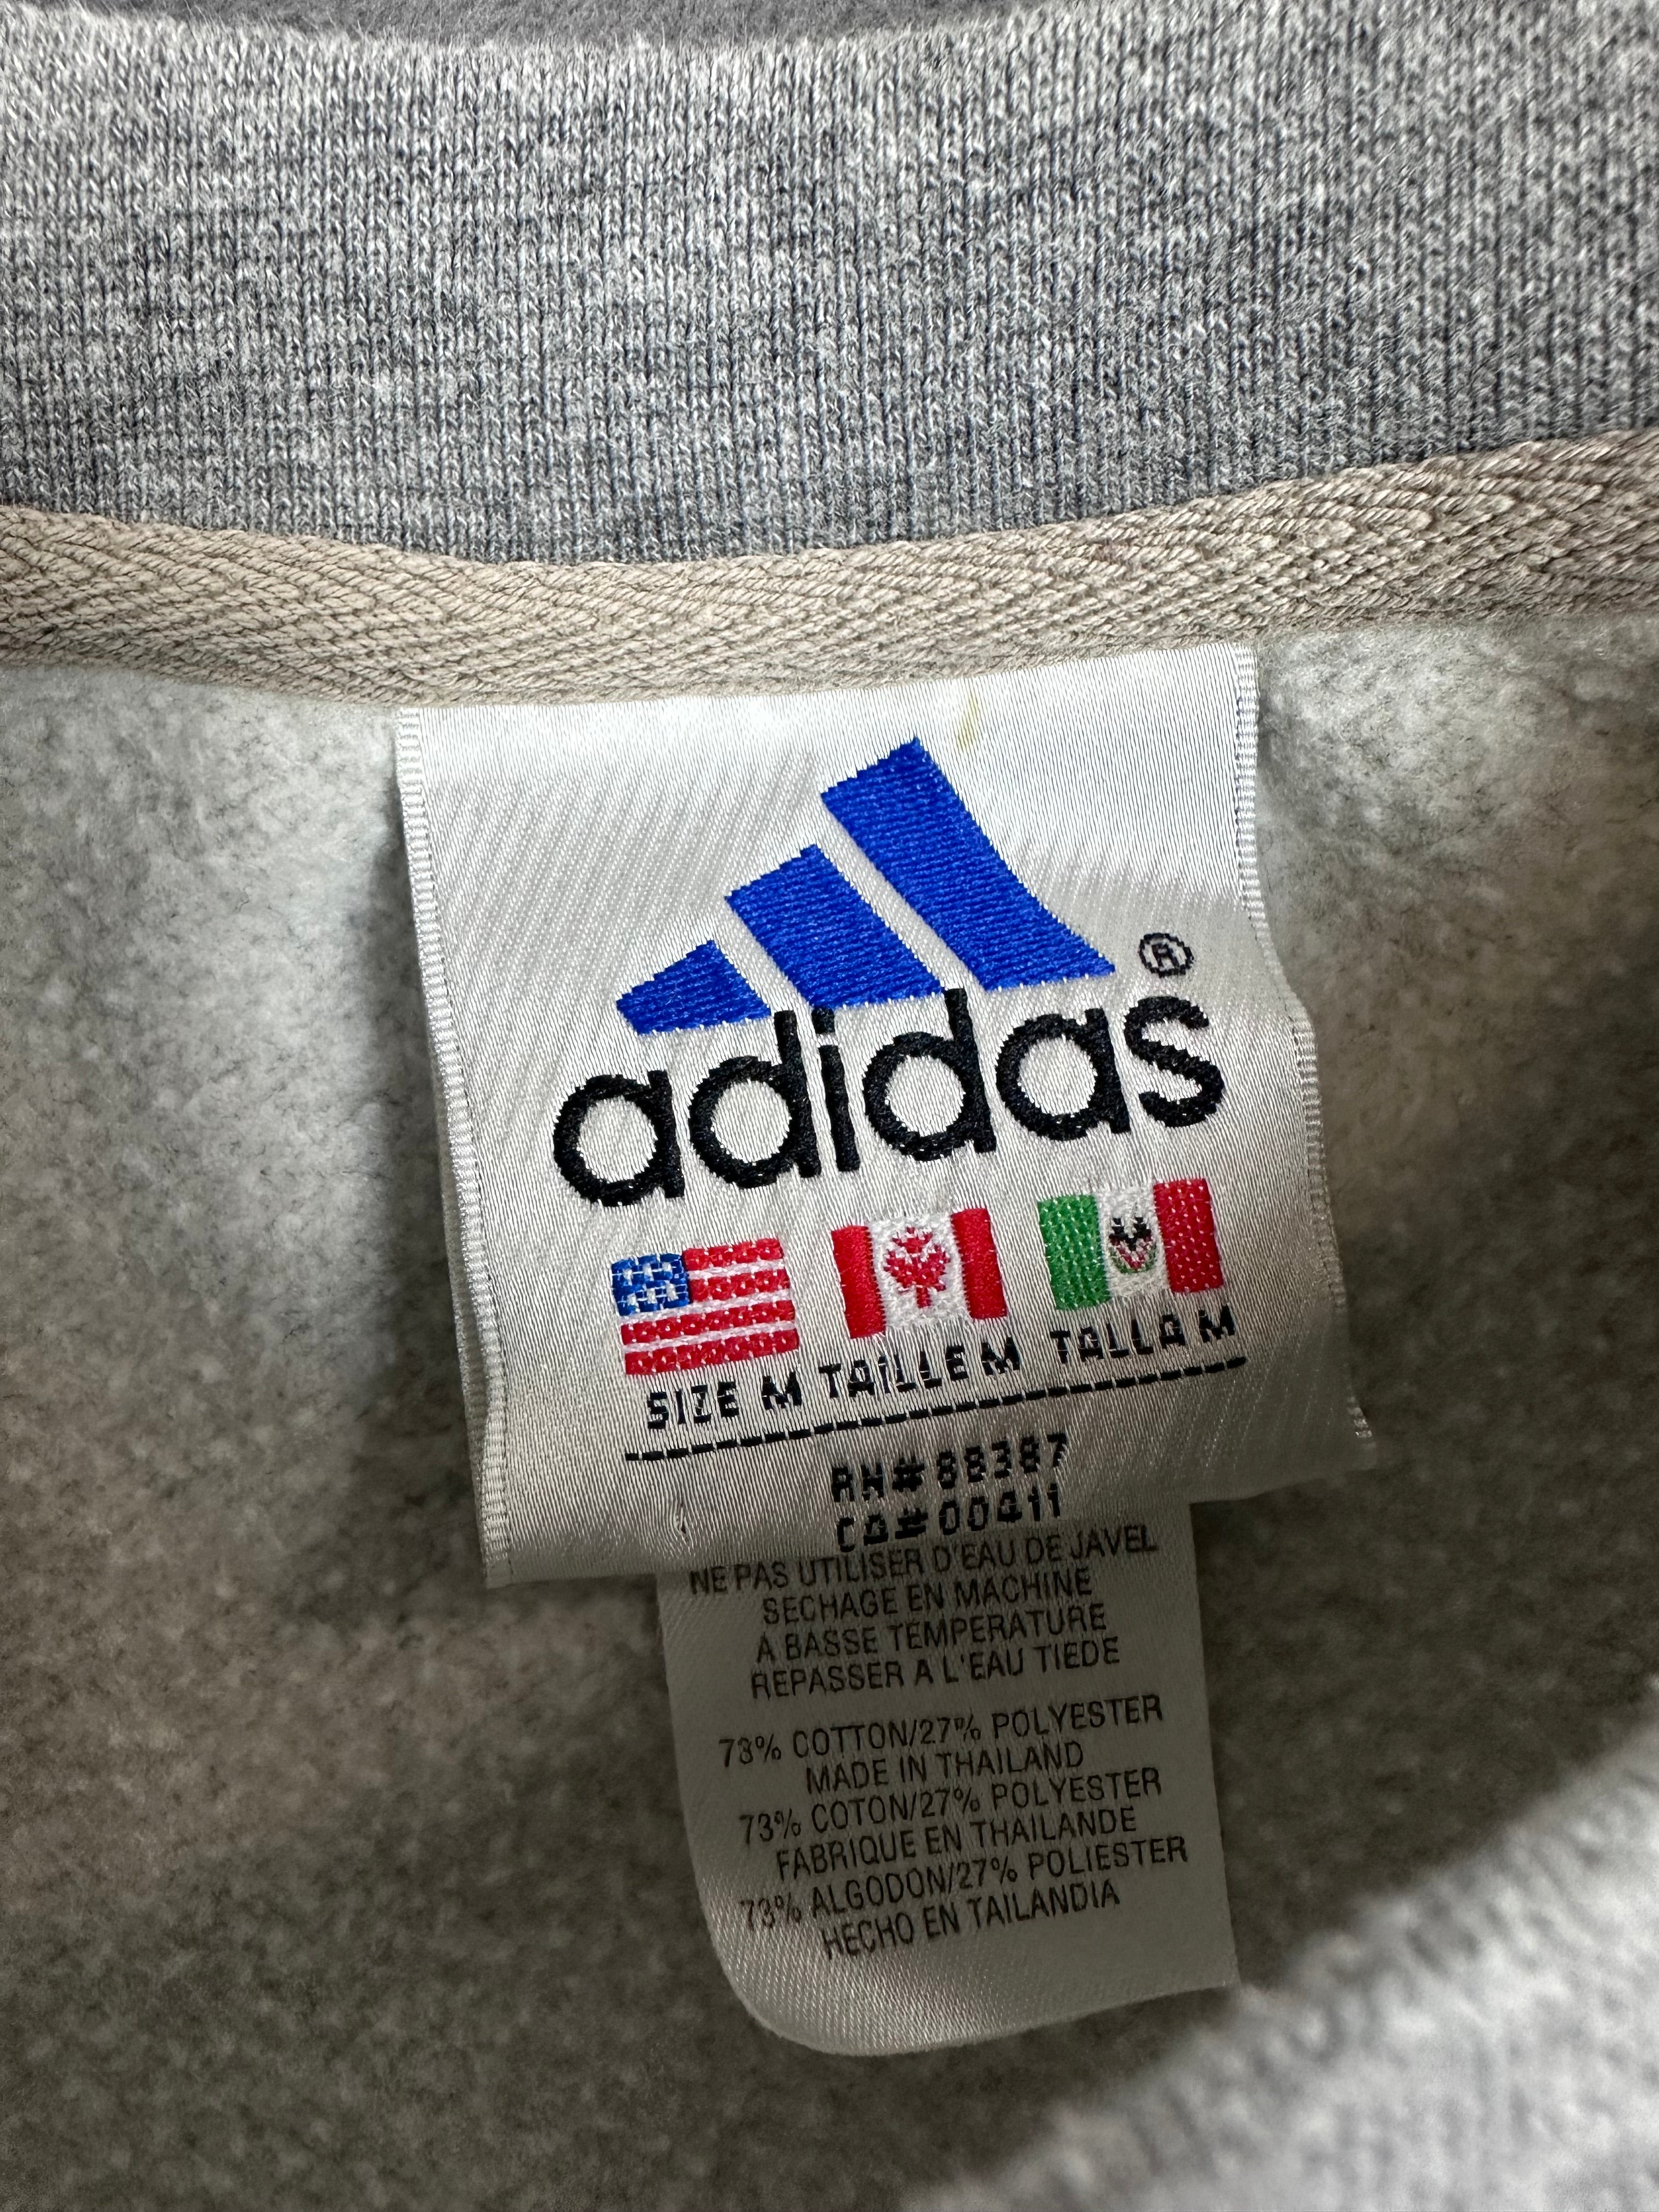 adidas®
SIZE M TAILLE M TALLA M
RN# 88387
CA# 00411
NE PAS UTILISER D'EAU DE JAVEL
SECHAGE EN MACHINE
A BASSE TEMPERATURE
REPASSER A L'EAU TIEDE
73% COTTON/27% POLYESTER
MADE IN THAILAND
73% COTON/27% POLYESTER
FABRIQUE EN THAILANDE
73% ALGODON/27% POLIESTER
HECHO EN TAILANDIA